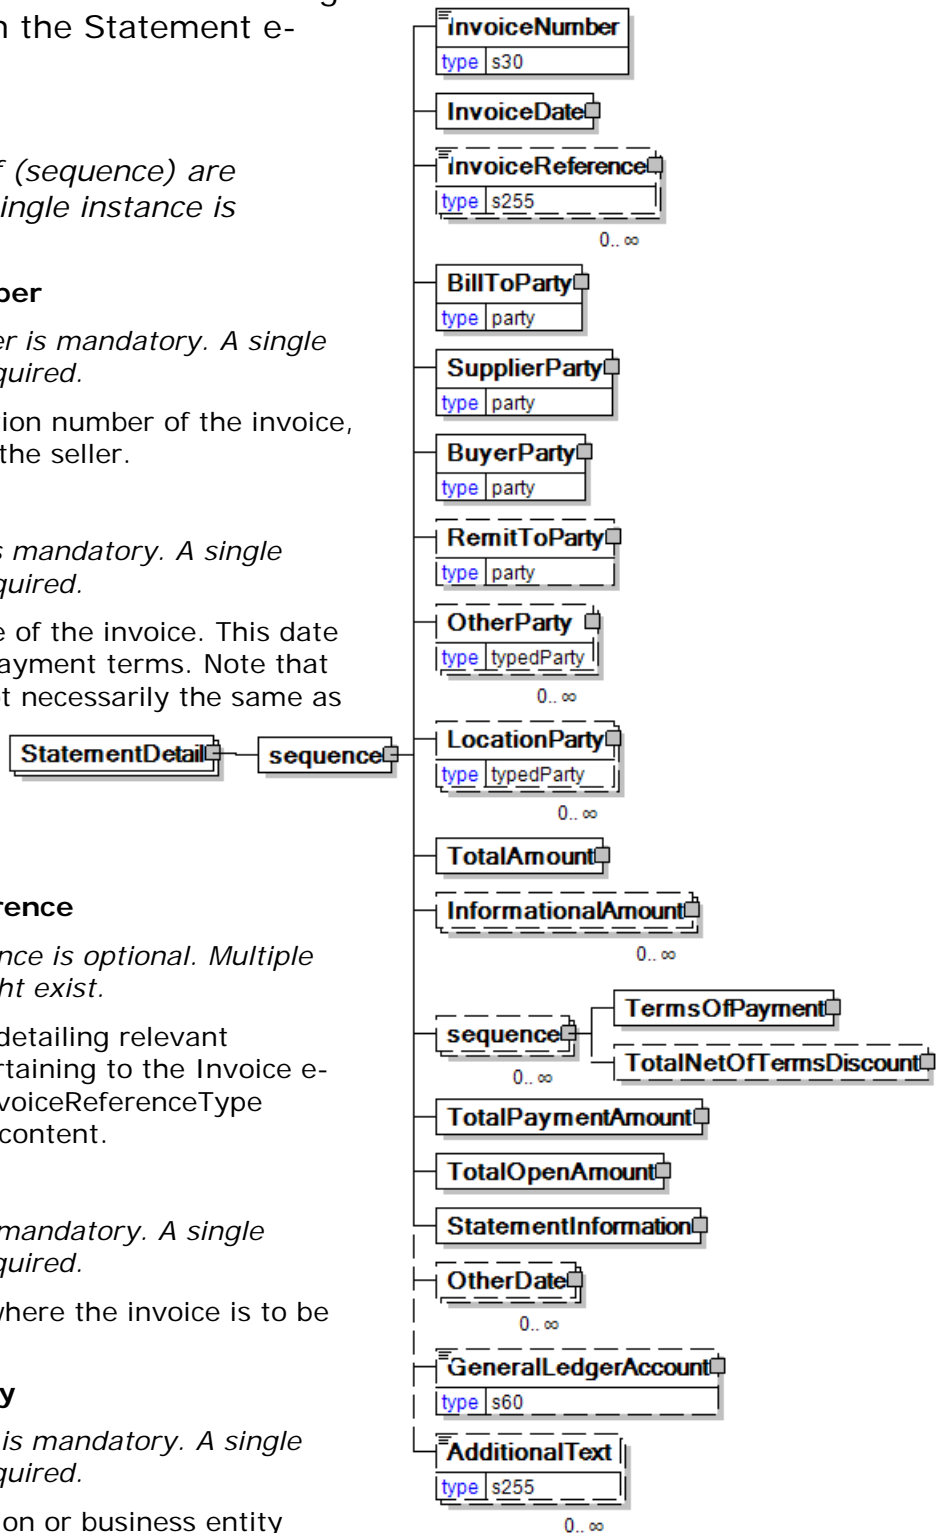 n the Statement e-
f (sequence) are
ingle instance is
ber
er is mandatory. A single
quired.
ion number of the invoice,
the seller.
s mandatory. A single
quired.
e of the invoice. This date
ayment terms. Note that
ot necessarily the same as
rence
nce is optional. Multiple
ht exist.
detailing relevant
rtaining to the Invoice e-
voiceReferenceType
content.
mandatory. A single
quired.
where the invoice is to be
y
is mandatory. A single
quired.
on or business entity
StatementDetail
sequence
InvoiceNumber
type s30
InvoiceDate
InvoiceReference
type s255
0.. ∞
BillToParty
type party
SupplierParty
type party
BuyerParty
type party
RemitToParty
type party
OtherParty
type typedParty
0.. ∞
LocationParty
type typedParty
0.. ∞
TotalAmount
InformationalAmount
0.. ∞
sequence
0.. ∞
TermsOfPayment
TotalNetOfTermsDiscount
TotalPaymentAmount
TotalOpenAmount
StatementInformation
OtherDate
0.. ∞
GeneralLedgerAccount
type s60
AdditionalText
type s255
0.. ∞